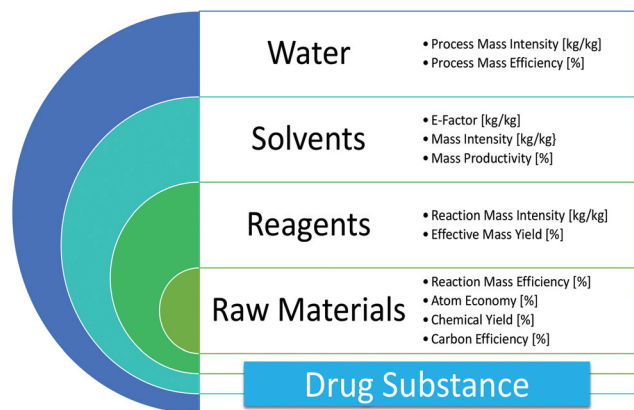 Water
• Process Mass Intensity [kg/kg]
• Process Mass Efficiency [%]
Solvents
• E-Factor [kg/kg]
• Mass Intensity [kg/kg}
• Mass Productivity [%]
Reagents
• Reaction Mass Intensity [kg/kg]
• Effective Mass Yield [%]
Raw Materials
• Reaction Mass Efficiency [%]
• Atom Economy [%]
• Chemical Yield [%]
• Carbon Efficiency [%]
Drug Substance